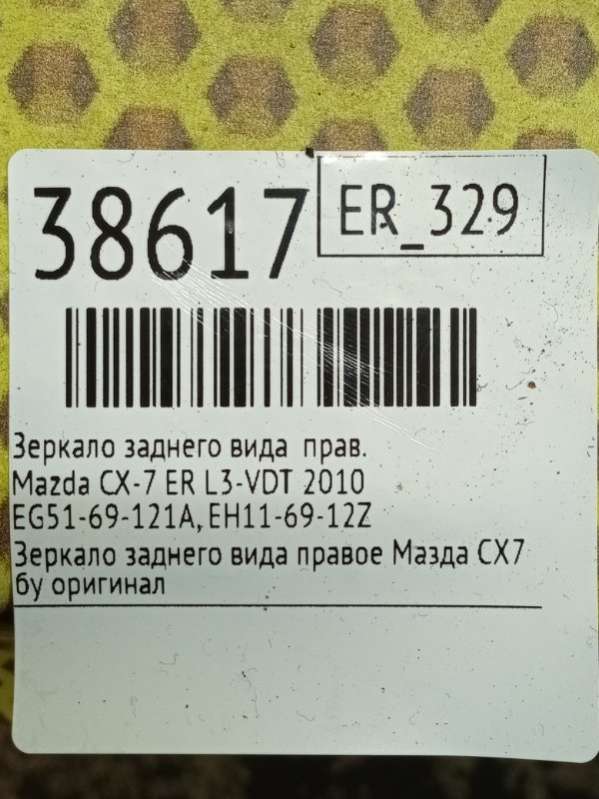 38617
ER_329
Зеркало заднего вида прав.
Mazda CX-7 ER L3-VDT 2010
EG51-69-121A, EH11-69-12Z
Зеркало заднего вида правое Мазда СХ7
бу оригинал